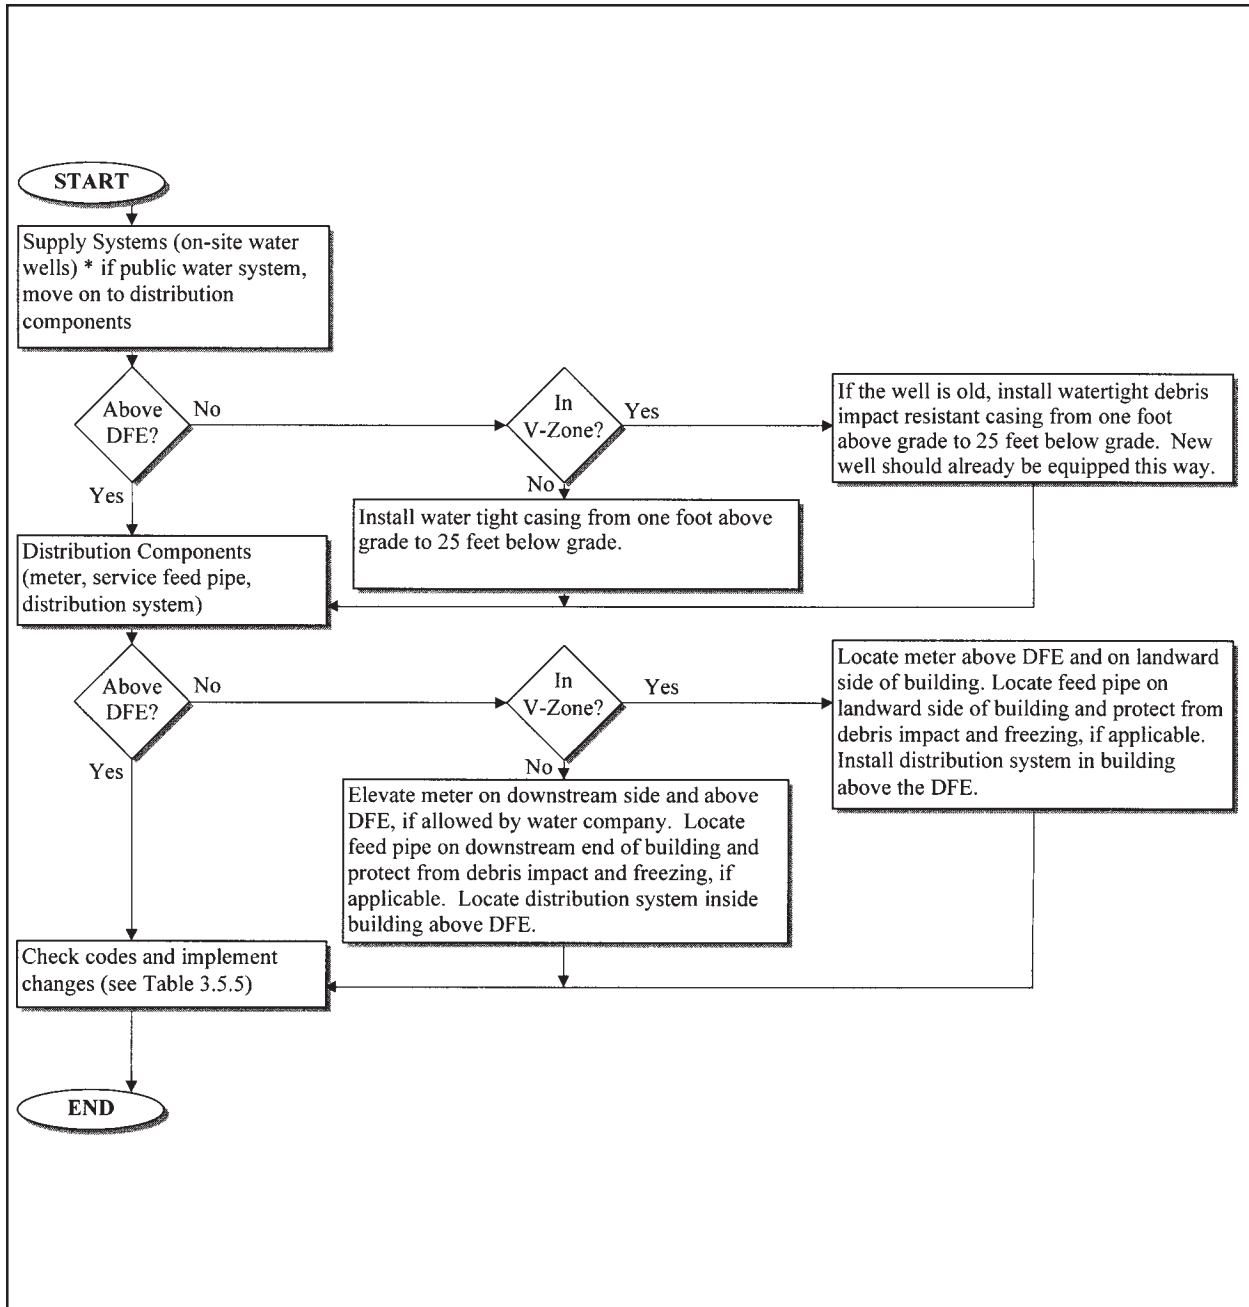 START
Supply Systems (on-site water
wells) * if public water system,
move on to distribution
components
Above
DFE?
No
In
V-Zone?
Yes
If the well is old, install watertight debris
impact resistant casing from one foot
above grade to 25 feet below grade.  New
well should already be equipped this way.
Yes
No
Install water tight casing from one foot above
grade to 25 feet below grade.
Distribution Components
(meter, service feed pipe,
distribution system)
Above
DFE?
No
In
V-Zone?
Yes
Locate meter above DFE and on landward
side of building. Locate feed pipe on
landward side of building and protect from
debris impact and freezing, if applicable.
Install distribution system in building
above the DFE.
Yes
No
Elevate meter on downstream side and above
DFE, if allowed by water company.  Locate
feed pipe on downstream end of building and
protect from debris impact and freezing, if
applicable.  Locate distribution system inside
building above DFE.
Check codes and implement
changes (see Table 3.5.5)
END